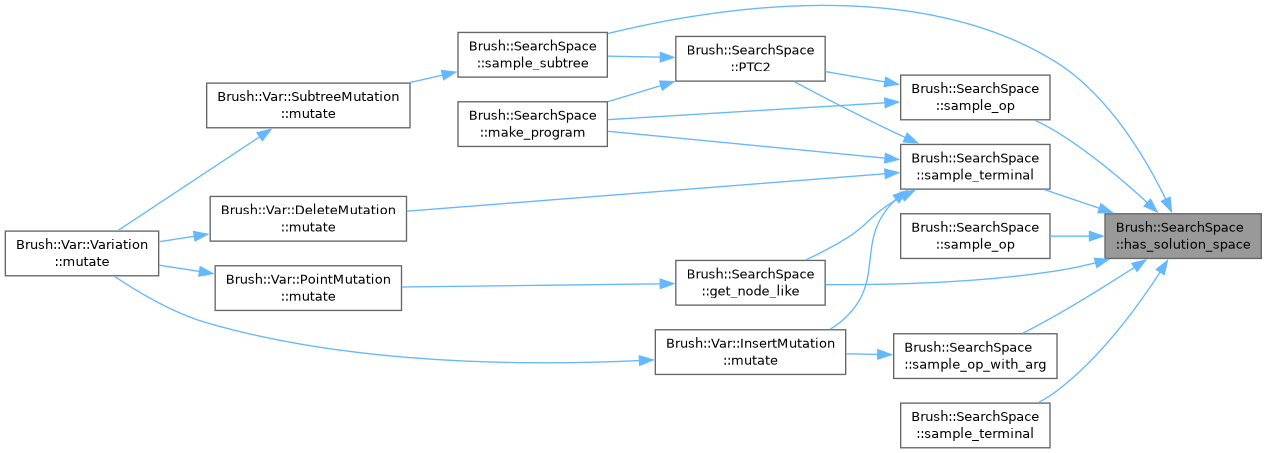 Brush::SearchSpace
::sample_subtree
Brush::SearchSpace
::PTC2
Brush::SearchSpace
::sample_op
Brush::Var::SubtreeMutation
::mutate
Brush::SearchSpace
::make_program
Brush::SearchSpace
::sample_terminal
Brush::Var::DeleteMutation
::mutate
Brush::SearchSpace
::sample_op
Brush::SearchSpace
::has_solution_space
Brush::Var::Variation
::mutate
Brush::Var::PointMutation
::mutate
Brush::SearchSpace
::get_node_like
Brush::Var::InsertMutation
::mutate
Brush::SearchSpace
::sample_op_with_arg
Brush::SearchSpace
::sample_terminal